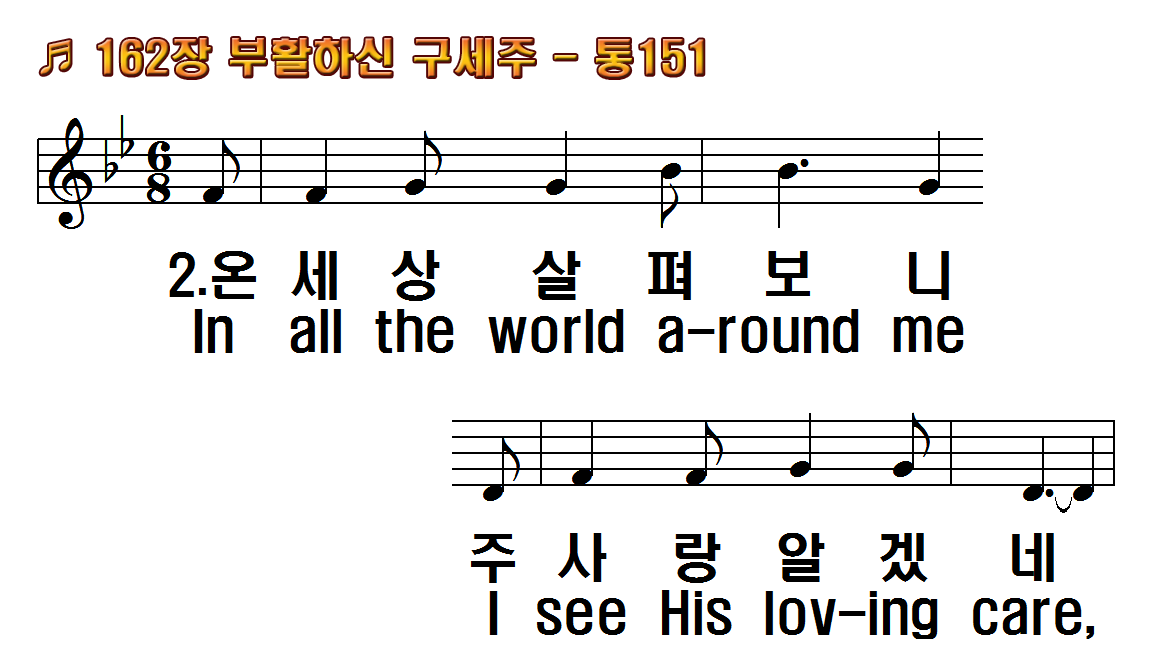 ♬ 162장 부활하신 구세주 - 통151
6
8
2.온 세 상 살 펴 보 니
In all the world a-round me
주 사 랑 알 겠 네
I see His lov-ing care,